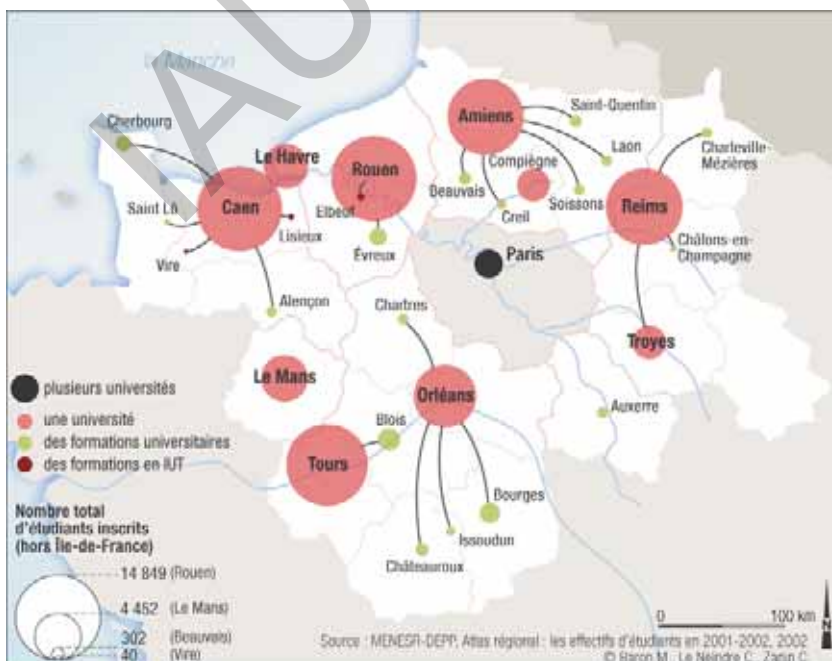 IAU
La Manche
Cherbourg
Le Havre
Rouen
Amiens
Saint-Quentin
Laon
Charleville-
Mézières
Compiègne
Beauvais
Creil
Soissons
Reims
Caen
Elbeuf
Saint Lô
Lisieux
Évreux
Vire
Paris
Châlons-en-
Champagne
Alençon
Chartres
Troyes
Le Mans
Orléans
Auxerre
Blois
Tours
Bourges
Issoudun
Châteauroux
plusieurs universités
une université
des formations universitaires
des formations en IUT
Nombre total
d'étudiants inscrits
(hors Île-de-France)
14 849 (Rouen)
4 452 (Le Mans)
302 (Beauvais)
40 (Vire)
0 100 km
N
Source : MENESR-DEPP, Atlas régional : les effectifs d'étudiants en 2001-2002, 2002
© Baron M., Le Neindre C., Zanin C.